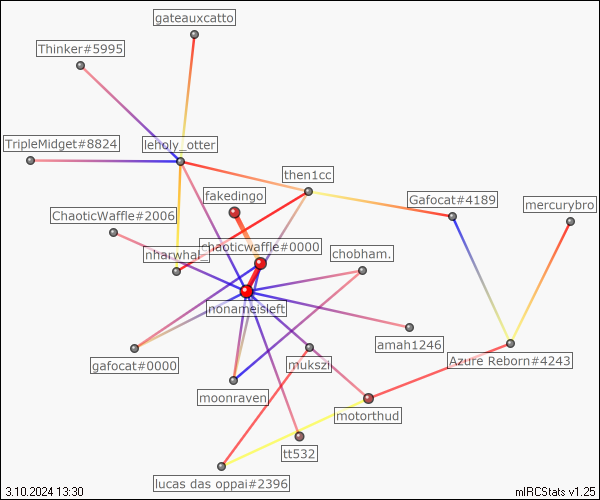 gateauxcatto
Thinker#5995
TripleMidget#8824
leholy_otter
then1cc
fakedingo
Gafocat#4189
mercurybro
ChaoticWaffle#2006
nharwhal_
chaoticwaffle#0000
chobham.
nonameisleft
amah1246
gafocat#0000
mukszi
Azure Reborn#4243
moonraven
motorthud
tt532
lucas das oppai#2396
3.10.2024 13:30
mIRCStats v1.25